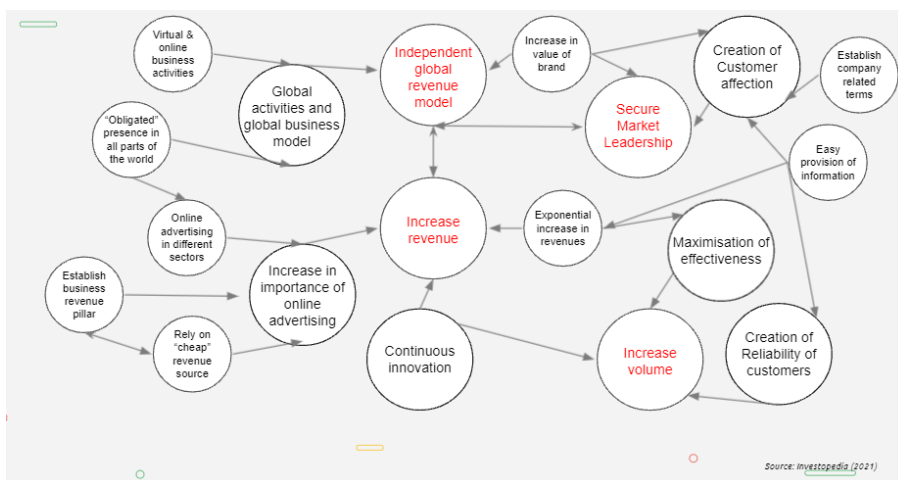 Virtual &
online
business
activities
Independent
global
revenue
model
Increase in
value of
brand
Creation of
Customer
affection
Establish
company
related
terms
Global
activities and
global business
model
Secure
Market
Leadership
“Obligated”
presence in
all parts of
the world
Easy
provision of
information
Online
advertising
in different
sectors
Increase
revenue
Exponential
increase in
revenues
Maximisation of
effectiveness
Establish
business
revenue
pillar
Increase in
importance of
online
advertising
Rely on
“cheap”
revenue
source
Continuous
innovation
Increase
volume
Creation of
Reliability of
customers
Source: Investopedia (2021)